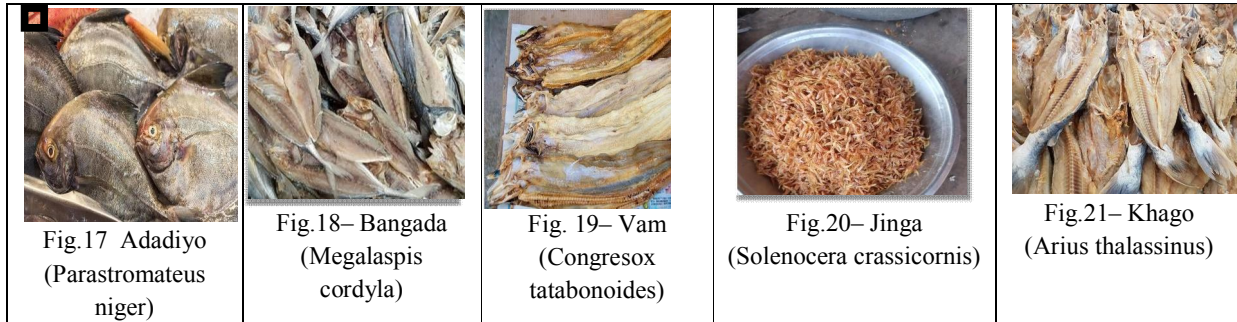 Fig.17 Adadiyo
(Parastromateus
niger)
Fig.18– Bangada
(Megalaspis
cordyla)
Fig. 19– Vam
(Congresox
tatabonoides)
Fig.20– Jinga
(Solenocera crassicornis)
Fig.21– Khago
(Arius thalassinus)